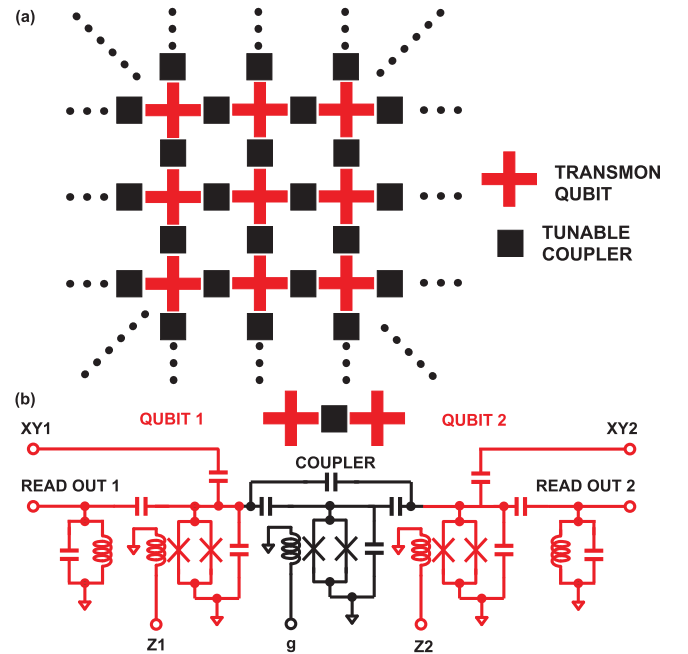 (a)
TRANSMON
QUBIT
TUNABLE
COUPLER
(b)
XY1
QUBIT 1
QUBIT 2
XY2
READ OUT 1
COUPLER
READ OUT 2
Z1
g
Z2